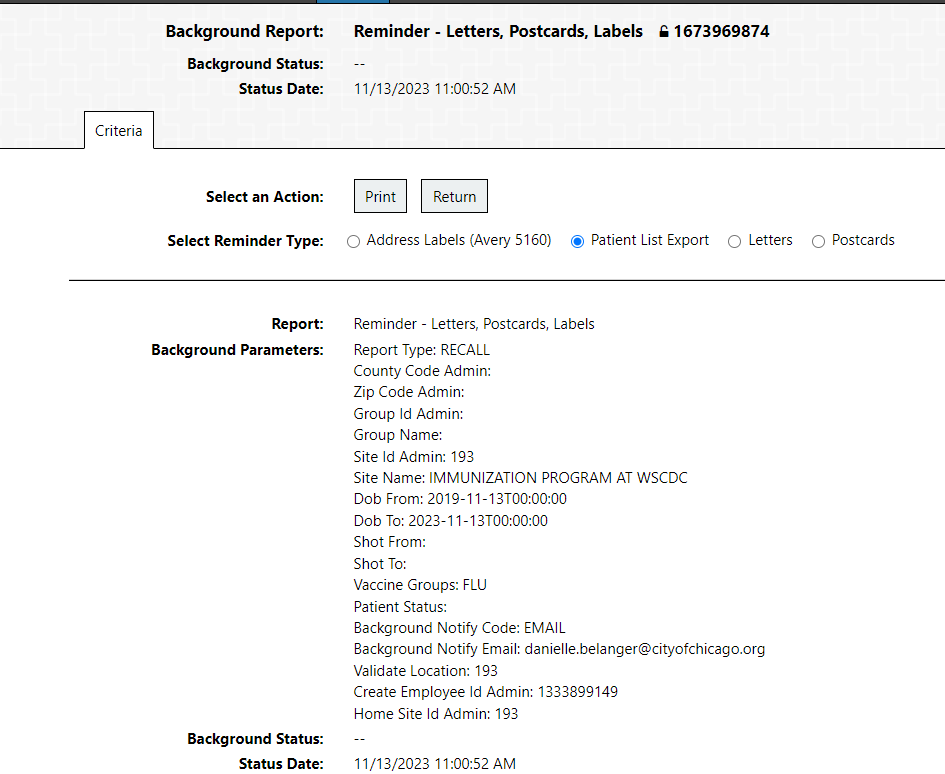 Background Report: Reminder - Letters, Postcards, Labels 1673969874
Background Status: --
Status Date: 11/13/2023 11:00:52 AM
Criteria
Select an Action: Print Return
Select Reminder Type: Address Labels (Avery 5160) Patient List Export Letters Postcards
Report: Reminder - Letters, Postcards, Labels
Background Parameters: Report Type: RECALL
County Code Admin:
Zip Code Admin:
Group Id Admin:
Group Name:
Site Id Admin: 193
Site Name: IMMUNIZATION PROGRAM AT WSCDC
Dob From: 2019-11-13T00:00:00
Dob To: 2023-11-13T00:00:00
Shot From:
Shot To:
Vaccine Groups: FLU
Patient Status:
Background Notify Code: EMAIL
Background Notify Email: danielle.belanger@cityofchicago.org
Validate Location: 193
Create Employee Id Admin: 1333899149
Home Site Id Admin: 193
Background Status: --
Status Date: 11/13/2023 11:00:52 AM